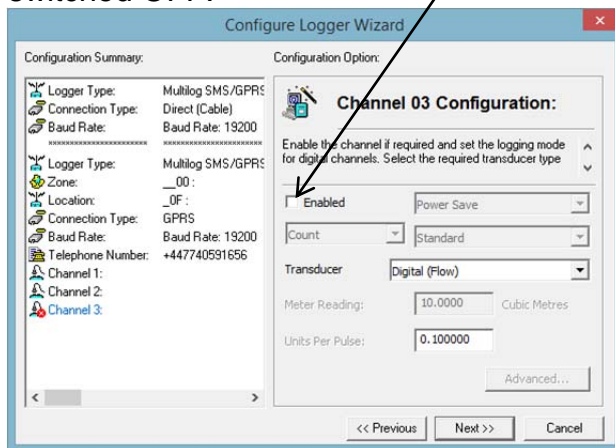 Configure Logger Wizard
Configuration Summary:
Configuration Option:
Logger Type: Multilog SMS/GPRS
Connection Type: Direct (Cable)
Baud Rate: Baud Rate: 19200
xxxxxxxxxxxxxxxxxxxxxx xxxxxxxxxxxxxxxxxxxxxx
Logger Type: Multilog SMS/GPRS
Zone: __00 :
Location: _0F :
Connection Type: GPRS
Baud Rate: Baud Rate: 19200
Telephone Number: +447740591656
Channel 1:
Channel 2:
Channel 3:
Channel 03 Configuration:
Enable the channel if required and set the logging mode
for digital channels. Select the required transducer type
Enabled
Power Save
Count
Standard
Transducer
Digital (Flow)
Meter Reading:
10.0000
Cubic Metres
Units Per Pulse:
0.100000
Advanced...
<< Previous
Next >>
Cancel